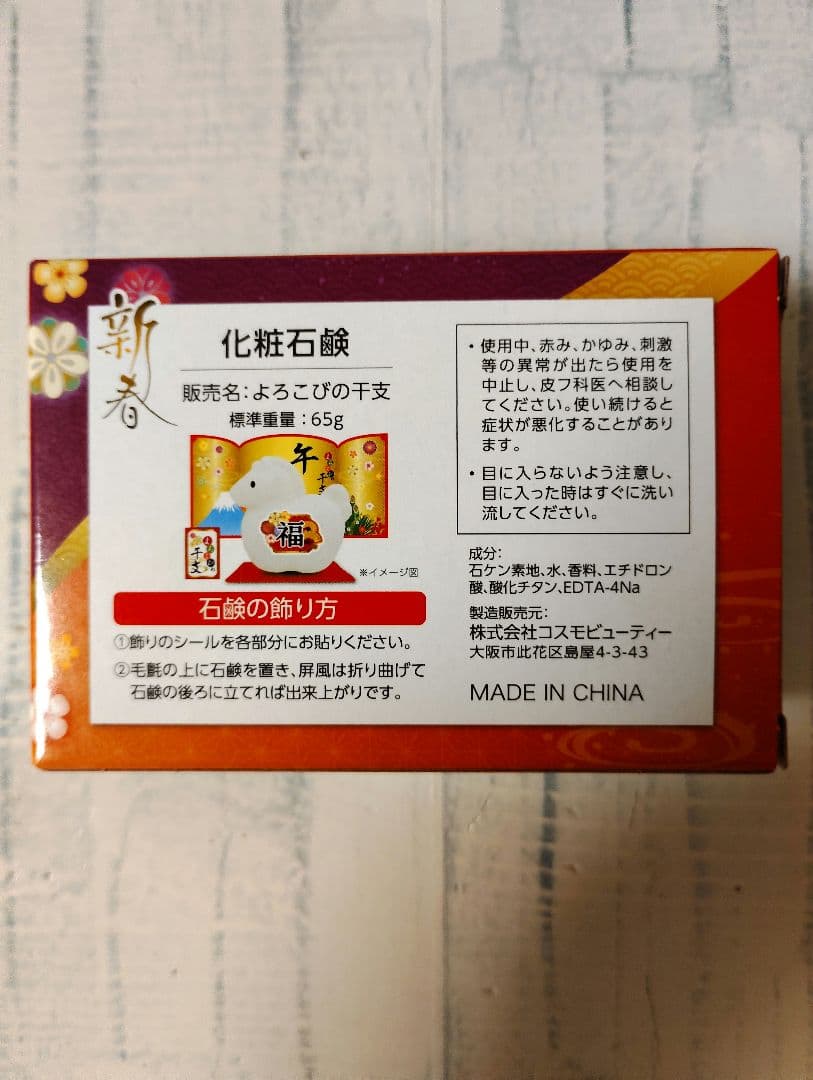 新春
化粧石鹸
販売名：よろこびの干支
標準重量：65g
午
福
干支
※イメージ図
石鹸の飾り方
①飾りのシールを各部分にお貼りください。
②毛氈の上に石鹸を置き、屏風は折り曲げて
石鹸の後ろに立てれば出来上がりです。
・使用中、赤み、かゆみ、刺激
等の異常が出たら使用を
中止し、皮フ科医へ相談し
てください。使い続けると
症状が悪化することがあり
ます。
・目に入らないよう注意し、
目に入った時はすぐに洗い
流してください。
成分：
石ケン素地、水、香料、エチドロン
酸、酸化チタン、EDTA-4Na
製造販売元：
株式会社コスモビューティー
大阪市此花区島屋4-3-43
MADE IN CHINA